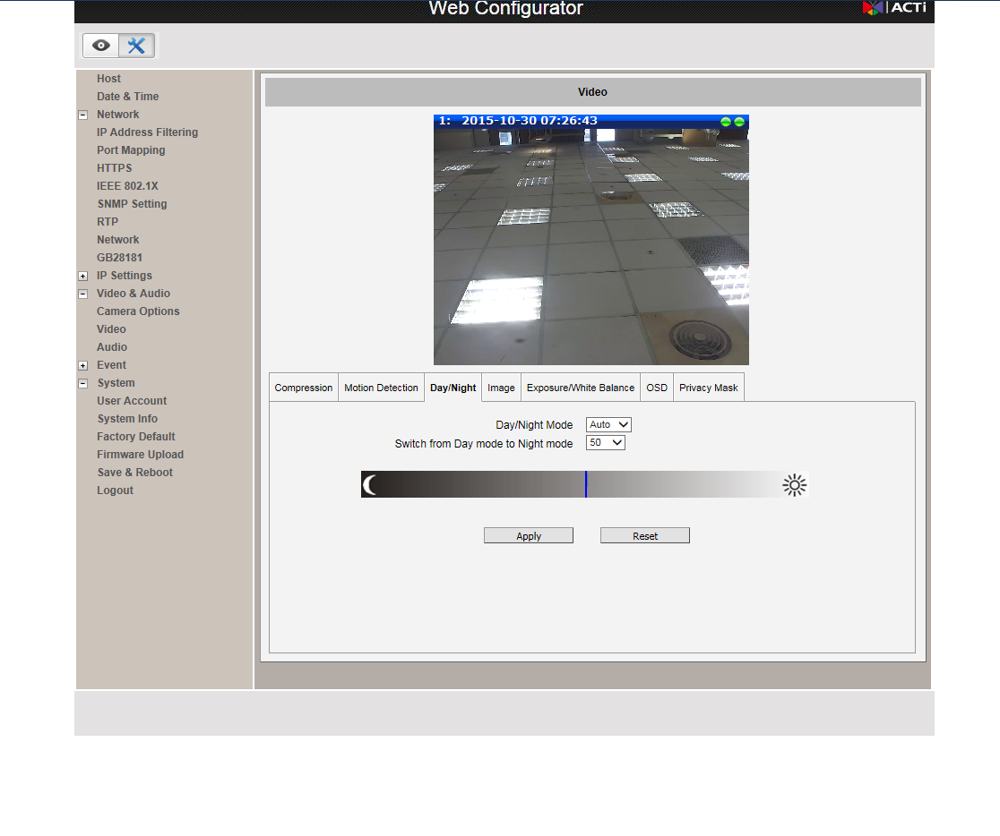 Web Configurator
ACTi
Host
Date & Time
Network
IP Address Filtering
Port Mapping
HTTPS
IEEE 802.1X
SNMP Setting
RTP
Network
GB28181
IP Settings
Video & Audio
Camera Options
Video
Audio
Event
System
User Account
System Info
Factory Default
Firmware Upload
Save & Reboot
Logout
Video
1: 2015-10-30 07:26:43
Compression Motion Detection Day/Night Image Exposure/White Balance OSD Privacy Mask
Day/Night Mode Auto
Switch from Day mode to Night mode 50
Apply Reset